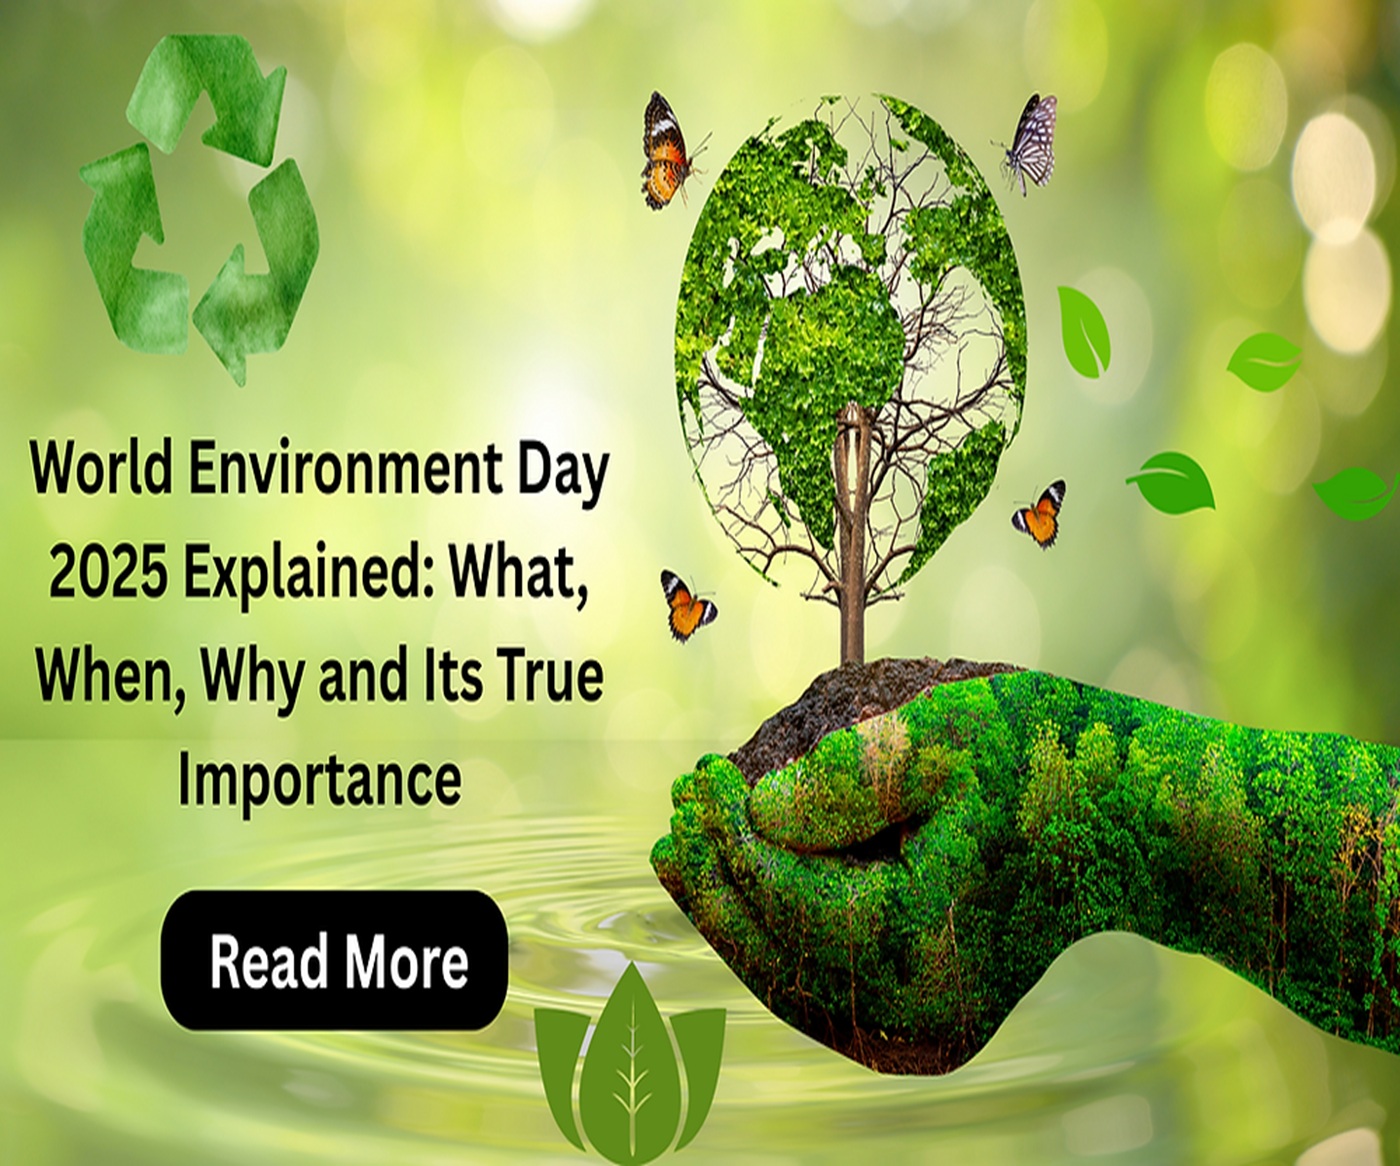 World Environment Day
2025 Explained: What,
When, Why and Its True
Importance
Read More